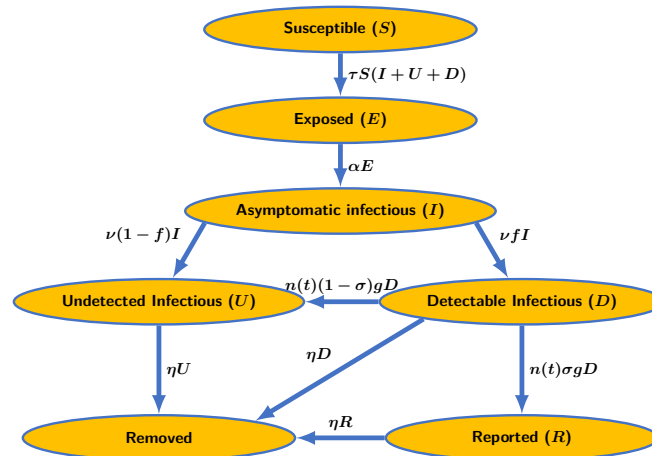 Susceptible (S)
τS(I + U + D)
Exposed (E)
αE
Asymptomatic infectious (I)
ν(1 − f)I
νfI
Undetected Infectious (U)
n(t)(1 − σ)gD
Detectable Infectious (D)
ηU
ηD
n(t)σgD
Removed
ηR
Reported (R)